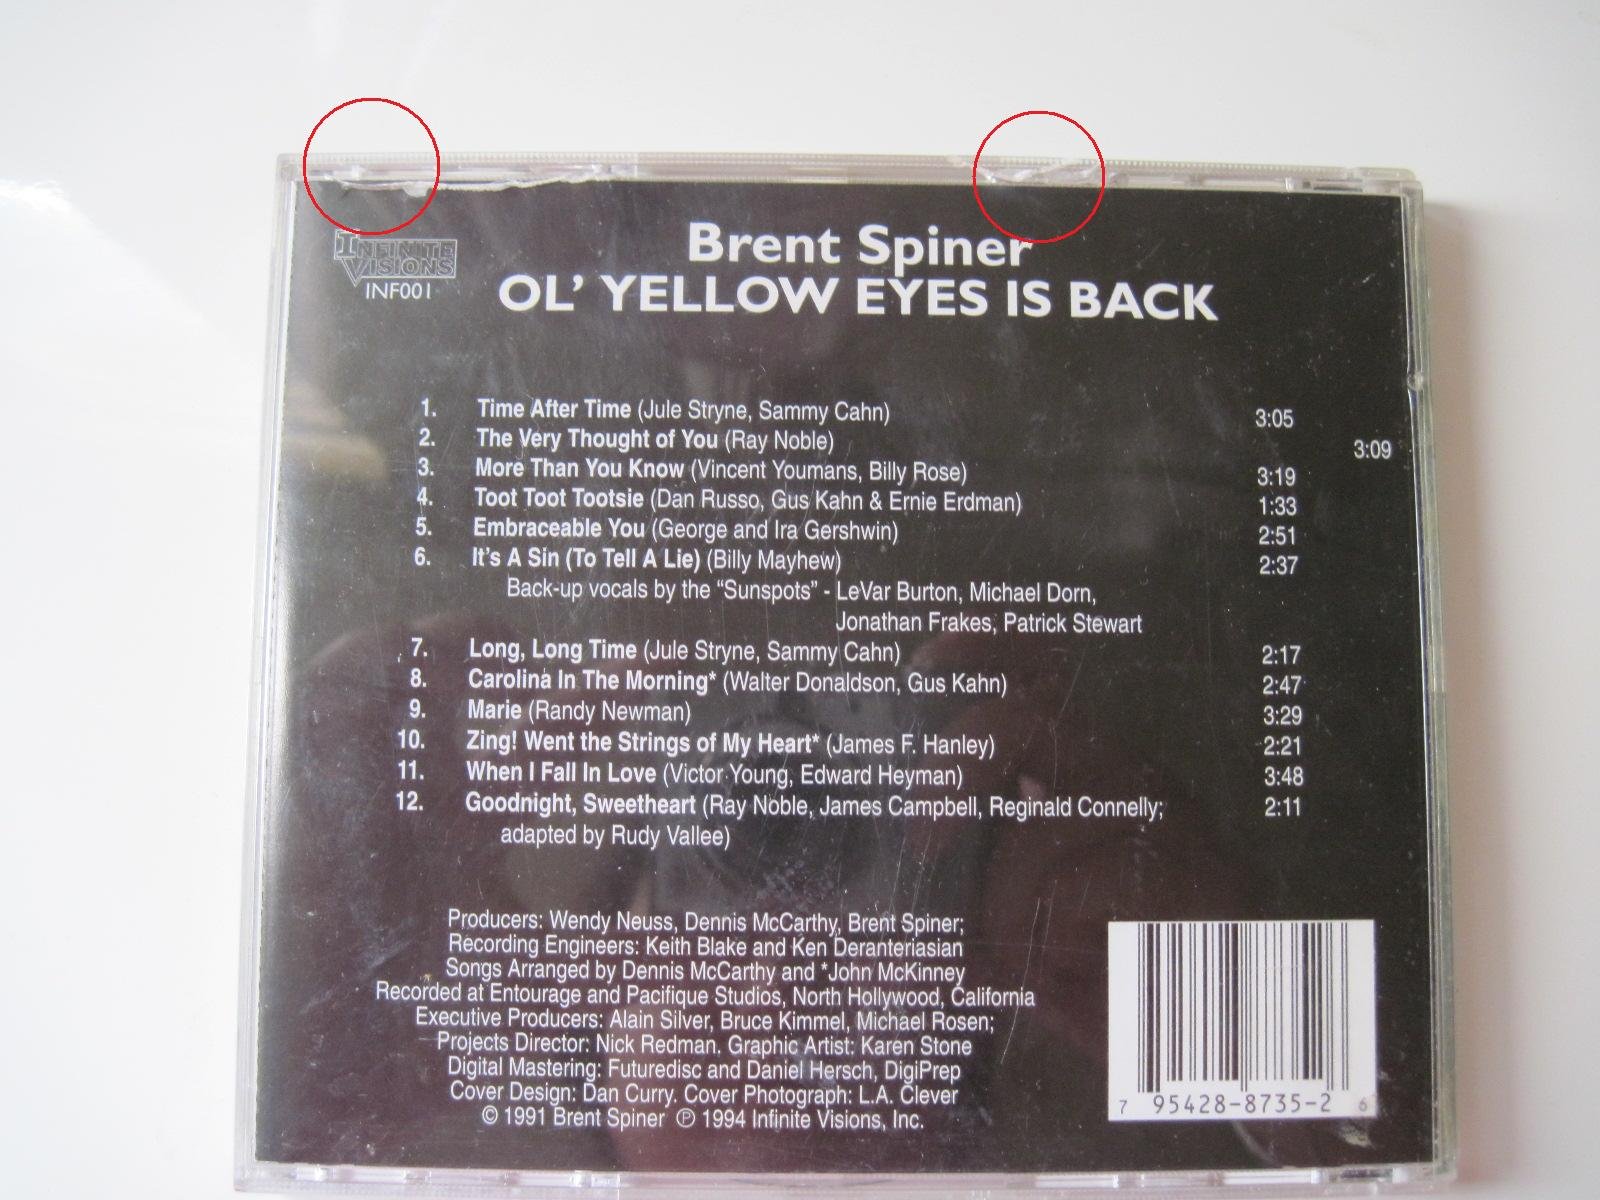 INFINITE
VISIONS
INF001
Brent Spiner
OL' YELLOW EYES IS BACK
1. Time After Time (Jule Stryne, Sammy Cahn) 3:05
2. The Very Thought of You (Ray Noble) 3:09
3. More Than You Know (Vincent Youmans, Billy Rose) 3:19
4. Toot Toot Tootsie (Dan Russo, Gus Kahn & Ernie Erdman) 1:33
5. Embraceable You (George and Ira Gershwin) 2:51
6. It's A Sin (To Tell A Lie) (Billy Mayhew) 2:37
Back-up vocals by the “Sunspots” - LeVar Burton, Michael Dorn,
Jonathan Frakes, Patrick Stewart
7. Long, Long Time (Jule Stryne, Sammy Cahn) 2:17
8. Carolina In The Morning* (Walter Donaldson, Gus Kahn) 2:47
9. Marie (Randy Newman) 3:29
10. Zing! Went the Strings of My Heart* (James F. Hanley) 2:21
11. When I Fall In Love (Victor Young, Edward Heyman) 3:48
12. Goodnight, Sweetheart (Ray Noble, James Campbell, Reginald Connelly; 2:11
adapted by Rudy Vallee)
Producers: Wendy Neuss, Dennis McCarthy, Brent Spiner;
Recording Engineers: Keith Blake and Ken Deranteriasian
Songs Arranged by Dennis McCarthy and *John McKinney
Recorded at Entourage and Pacifique Studios, North Hollywood, California
Executive Producers: Alain Silver, Bruce Kimmel, Michael Rosen;
Projects Director: Nick Redman. Graphic Artist: Karen Stone
Digital Mastering: Futuredisc and Daniel Hersch, DigiPrep
Cover Design: Dan Curry. Cover Photograph: L.A. Clever
© 1991 Brent Spiner ℗ 1994 Infinite Visions, Inc.
7 95428-8735-2 6